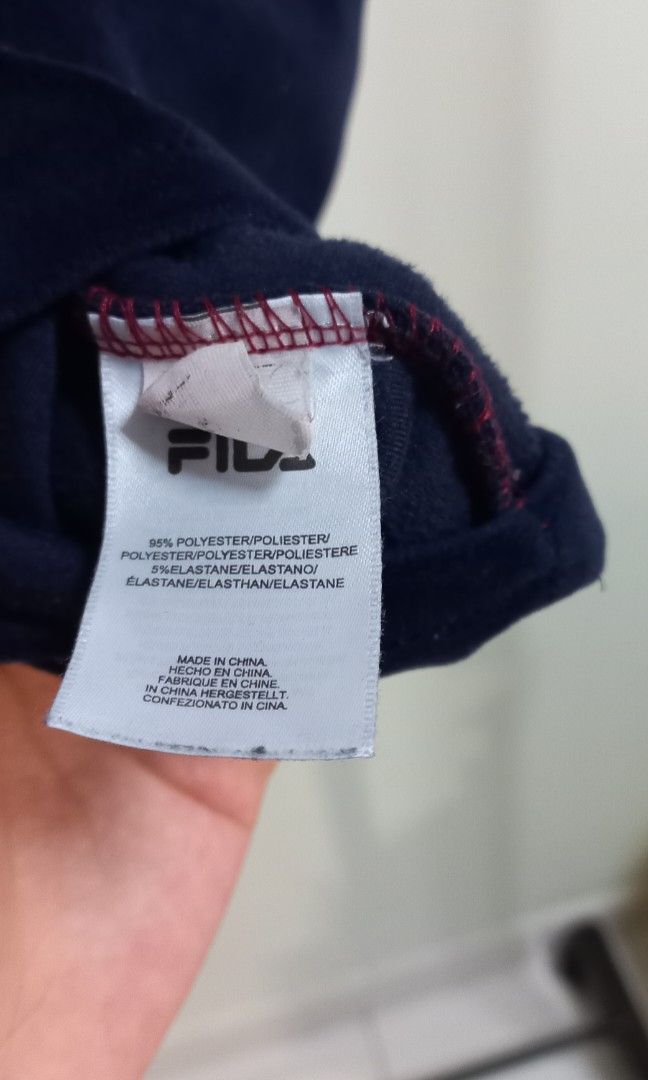 FILA
95% POLYESTER/POLIESTER/
POLYESTER/POLYESTER/POLIESTERE
5%ELASTANE/ELASTANO/
ÉLASTANE/ELASTHAN/ELASTANE
MADE IN CHINA.
HECHO EN CHINA.
FABRIQUE EN CHINE.
IN CHINA HERGESTELLT.
CONFEZIONATO IN CINA.